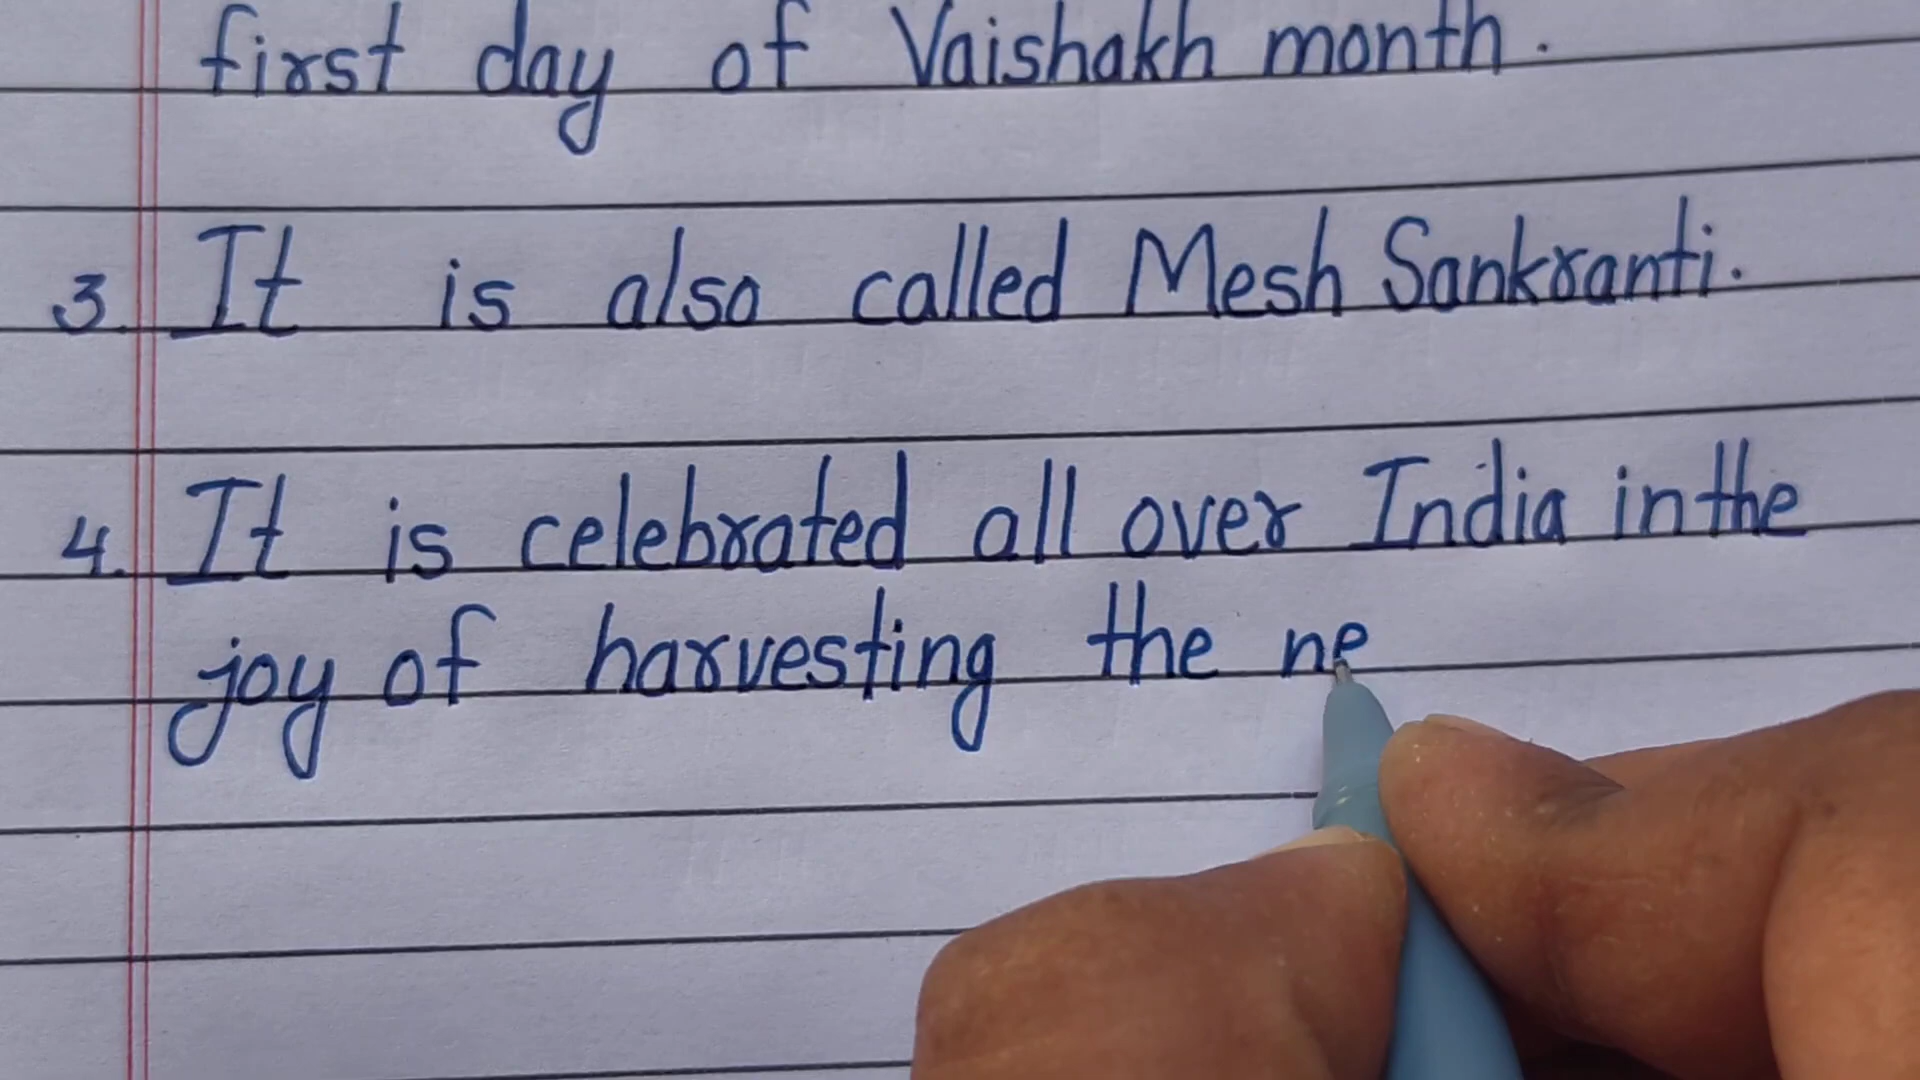 first day of Vaishakh month.
3. It is also called Mesh Sankranti.
4. It is celebrated all over India in the
joy of harvesting the ne